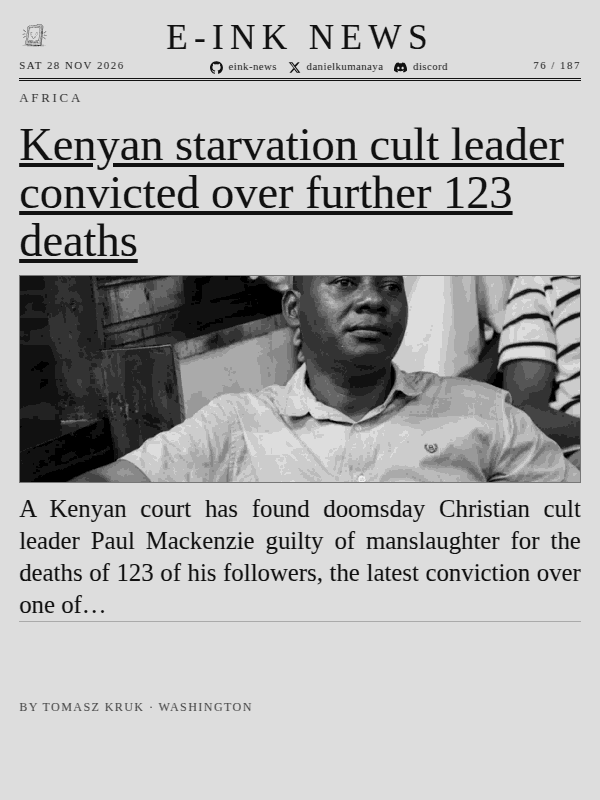 E-INK NEWS
SAT 28 NOV 2026
eink-news danielkumanaya discord
76 / 187
AFRICA
Kenyan starvation cult leader
convicted over further 123
deaths
A Kenyan court has found doomsday Christian cult
leader Paul Mackenzie guilty of manslaughter for the
deaths of 123 of his followers, the latest conviction over
one of…
BY TOMASZ KRUK · WASHINGTON